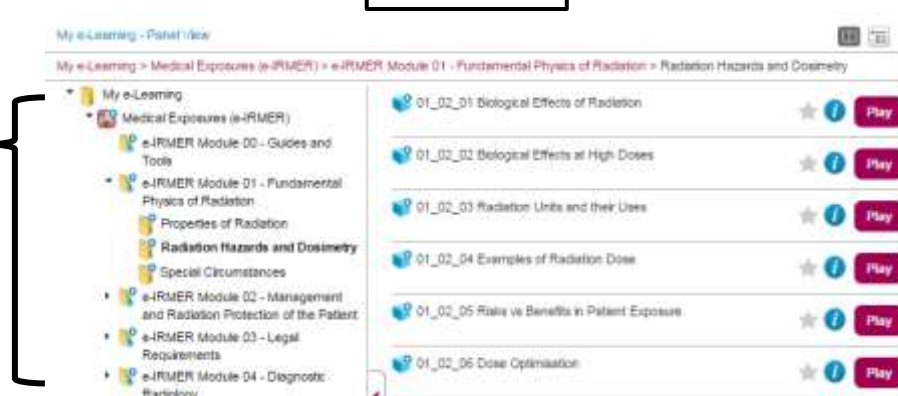 My e-Learning - Panel View
My e-Learning > Medical Exposures (e-IRMER) > e-IRMER Module 01 - Fundamental Physics of Radiation > Radiation Hazards and Dosimetry
My e-Learning
Medical Exposures (e-IRMER)
e-IRMER Module 00 - Guides and
Tools
e-IRMER Module 01 - Fundamental
Physics of Radiation
Properties of Radiation
Radiation Hazards and Dosimetry
Special Circumstances
e-IRMER Module 02 - Management
and Radiation Protection of the Patient
e-IRMER Module 03 - Legal
Requirements
e-IRMER Module 04 - Diagnostic
Radiology
01_02_01 Biological Effects of Radiation
Play
01_02_02 Biological Effects at High Doses
Play
01_02_03 Radiation Units and their Uses
Play
01_02_04 Examples of Radiation Dose
Play
01_02_05 Risks vs Benefits in Patient Exposure
Play
01_02_06 Dose Optimisation
Play